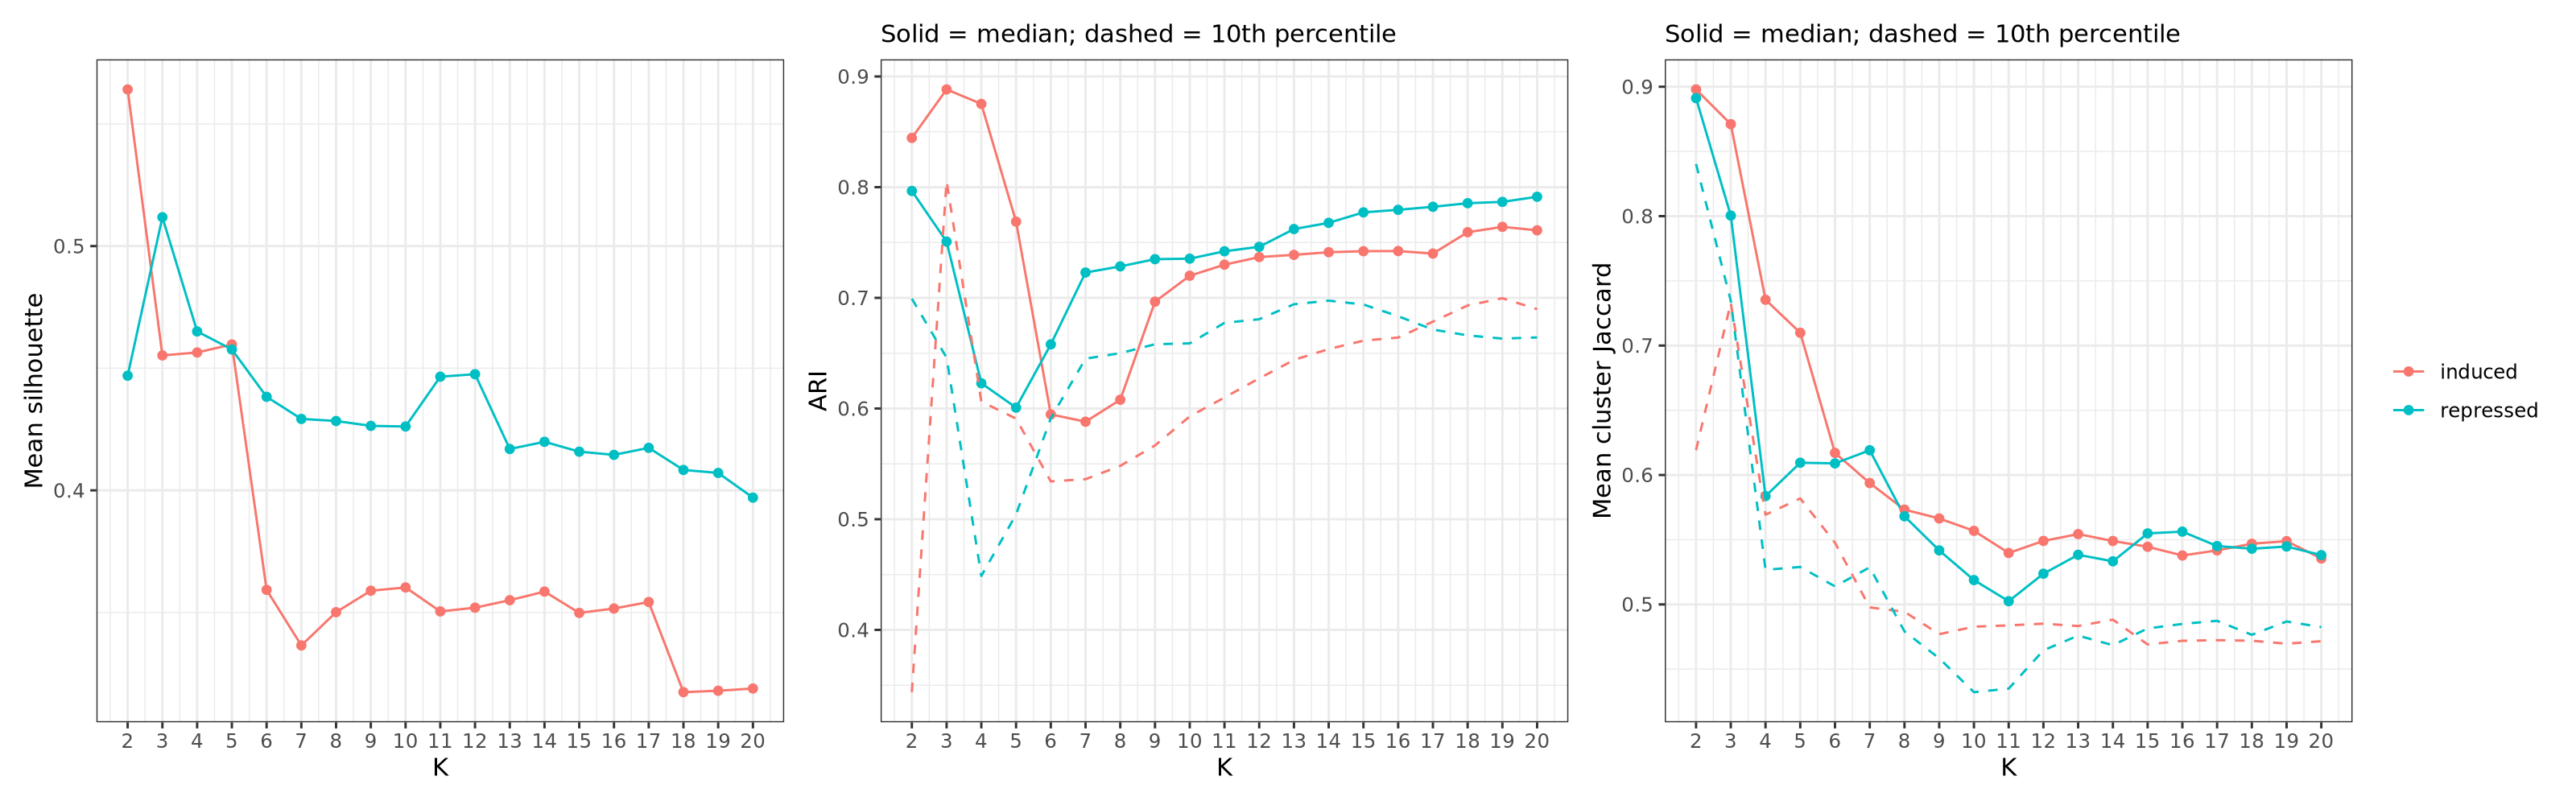 Solid = median; dashed = 10th percentile
Solid = median; dashed = 10th percentile
Mean silhouette
0.5
0.4
2 3 4 5 6 7 8 9 10 11 12 13 14 15 16 17 18 19 20
K
ARI
0.9
0.8
0.7
0.6
0.5
0.4
2 3 4 5 6 7 8 9 10 11 12 13 14 15 16 17 18 19 20
K
Mean cluster Jaccard
0.9
0.8
0.7
0.6
0.5
2 3 4 5 6 7 8 9 10 11 12 13 14 15 16 17 18 19 20
K
induced
repressed